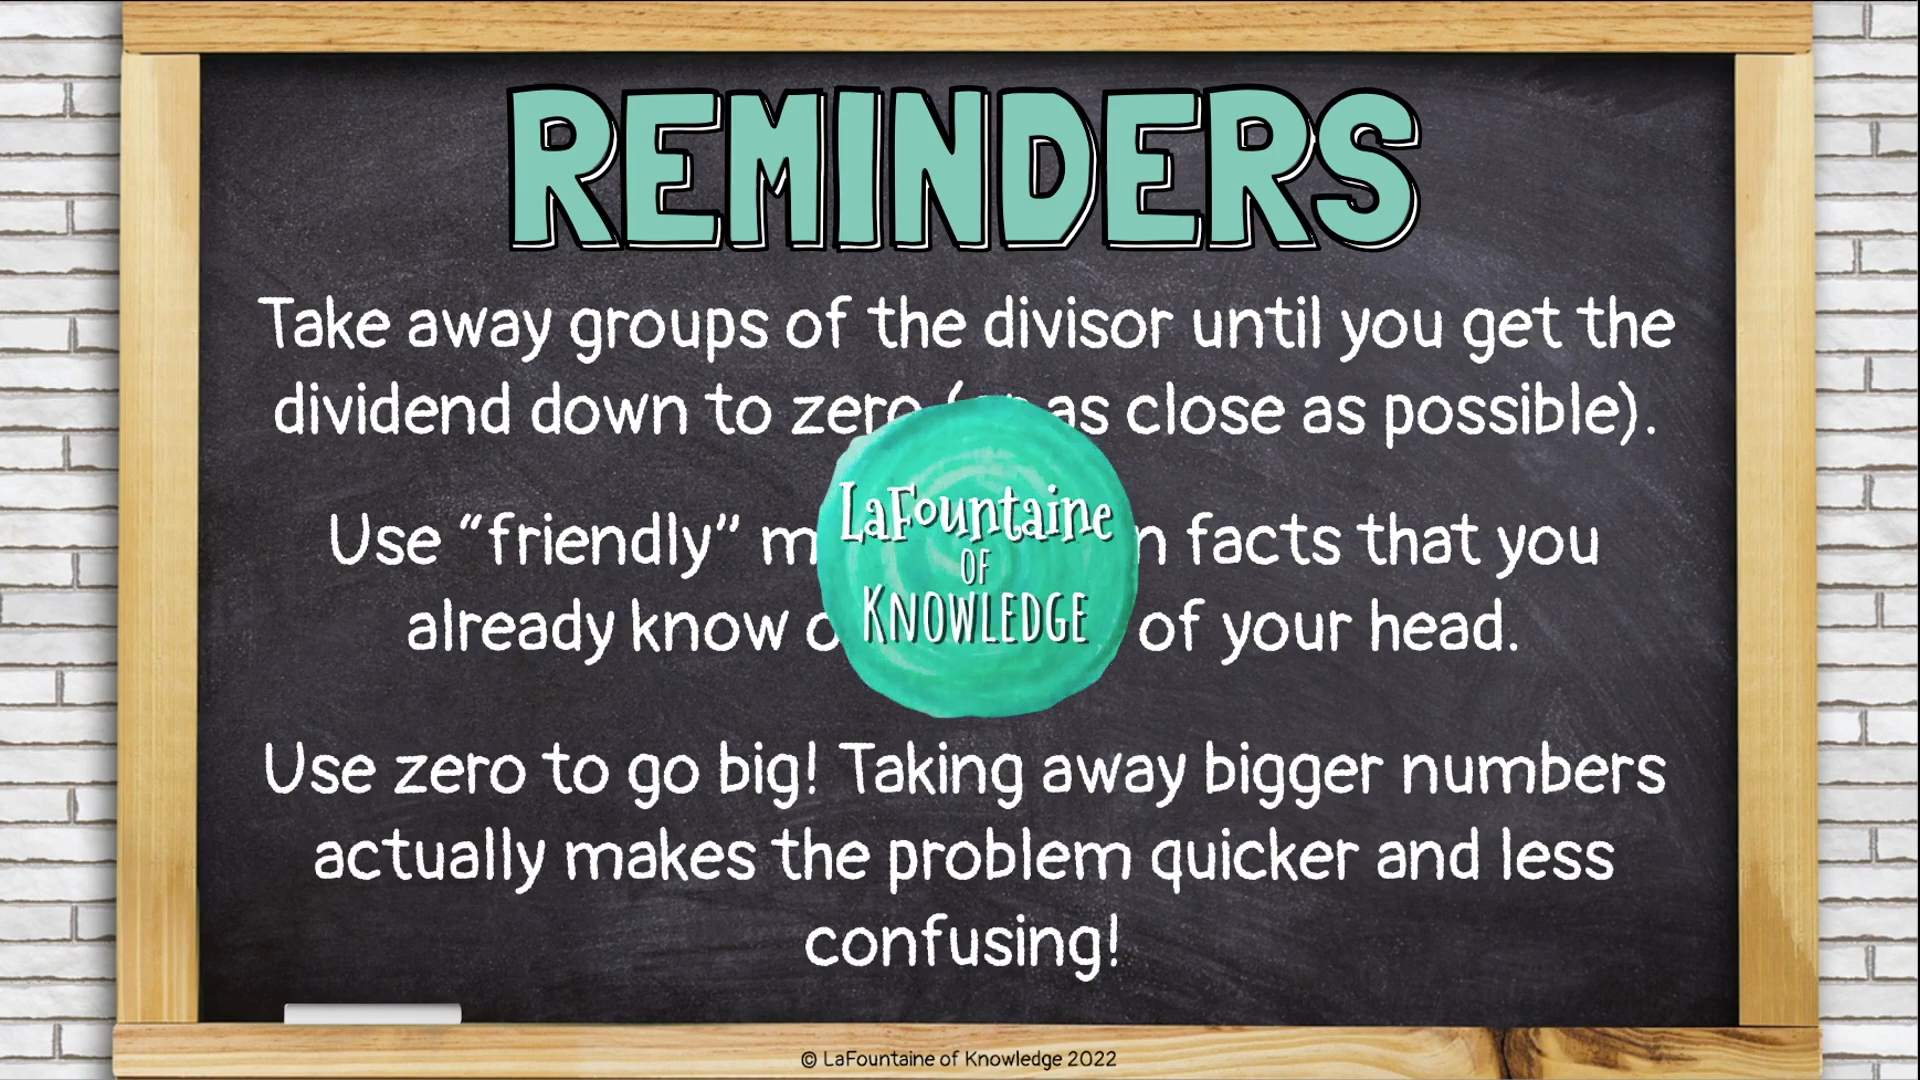 REMINDERS
Take away groups of the divisor until you get the
dividend down to zero as close as possible).
Use “friendly” facts that you
already know of your head.
LaFountaine
OF
KNOWLEDGE
Use zero to go big! Taking away bigger numbers
actually makes the problem quicker and less
confusing!
© LaFountaine of Knowledge 2022